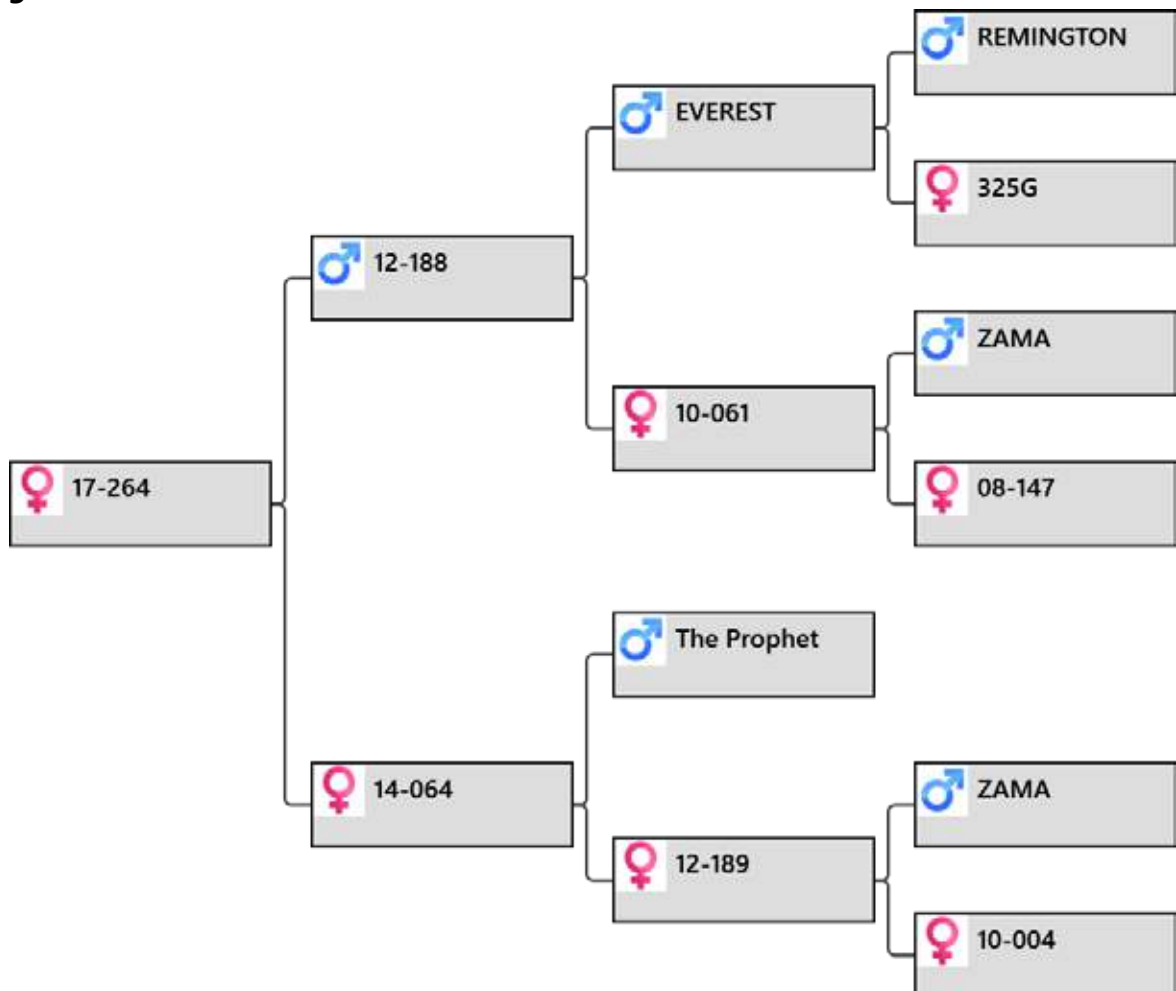 REMINGTON
EVEREST
325G
12-188
ZAMA
10-061
08-147
17-264
The Prophet
14-064
ZAMA
12-189
10-004